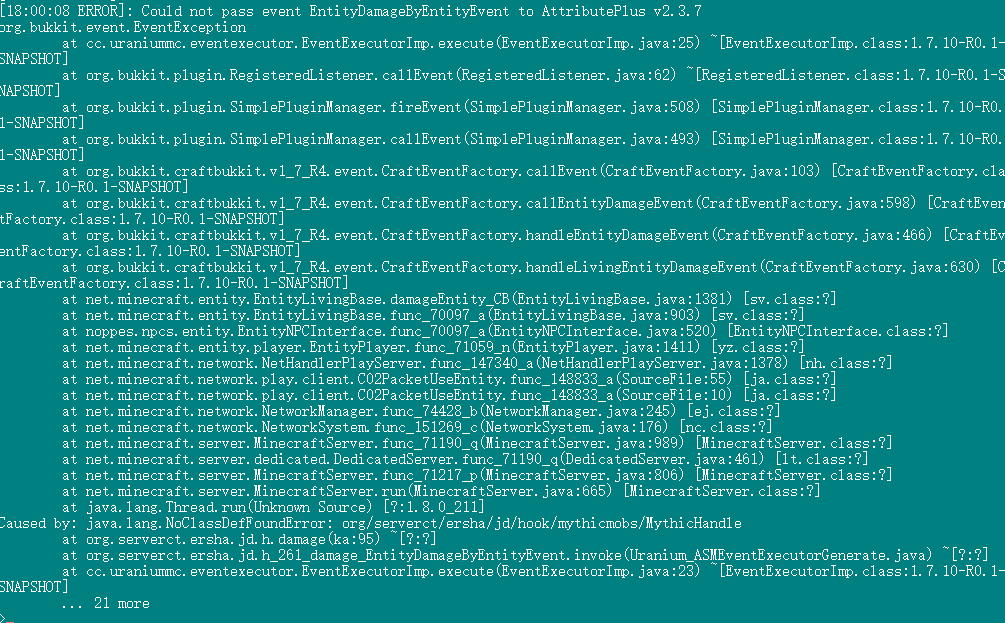 [18:00:08 ERROR]: Could not pass event EntityDamageByEntityEvent to AttributePlus v2.3.7
org.bukkit.event.EventException
at cc.uraniummc.eventexecutor.EventExecutorImp.execute(EventExecutorImp.java:25) ~[EventExecutorImp.class:1.7.10-R0.1-
SNAPSHOT]
at org.bukkit.plugin.RegisteredListener.callEvent(RegisteredListener.java:62) ~[RegisteredListener.class:1.7.10-R0.1-S
NAPSHOT]
at org.bukkit.plugin.SimplePluginManager.fireEvent(SimplePluginManager.java:508) [SimplePluginManager.class:1.7.10-R0.
1-SNAPSHOT]
at org.bukkit.plugin.SimplePluginManager.callEvent(SimplePluginManager.java:493) [SimplePluginManager.class:1.7.10-R0.
1-SNAPSHOT]
at org.bukkit.craftbukkit.v1_7_R4.event.CraftEventFactory.callEvent(CraftEventFactory.java:103) [CraftEventFactory.cla
ss:1.7.10-R0.1-SNAPSHOT]
at org.bukkit.craftbukkit.v1_7_R4.event.CraftEventFactory.callEntityDamageEvent(CraftEventFactory.java:598) [CraftEven
tFactory.class:1.7.10-R0.1-SNAPSHOT]
at org.bukkit.craftbukkit.v1_7_R4.event.CraftEventFactory.handleEntityDamageEvent(CraftEventFactory.java:466) [CraftEv
entFactory.class:1.7.10-R0.1-SNAPSHOT]
at org.bukkit.craftbukkit.v1_7_R4.event.CraftEventFactory.handleLivingEntityDamageEvent(CraftEventFactory.java:630) [C
raftEventFactory.class:1.7.10-R0.1-SNAPSHOT]
at net.minecraft.entity.EntityLivingBase.damageEntity_CB(EntityLivingBase.java:1381) [sv.class:?]
at net.minecraft.entity.EntityLivingBase.func_70097_a(EntityLivingBase.java:903) [sv.class:?]
at noppes.npcs.entity.EntityNPCInterface.func_70097_a(EntityNPCInterface.java:520) [EntityNPCInterface.class:?]
at net.minecraft.entity.player.EntityPlayer.func_71059_n(EntityPlayer.java:1411) [yz.class:?]
at net.minecraft.network.NetHandlerPlayServer.func_147340_a(NetHandlerPlayServer.java:1378) [nh.class:?]
at net.minecraft.network.play.client.C02PacketUseEntity.func_148833_a(SourceFile:55) [ja.class:?]
at net.minecraft.network.play.client.C02PacketUseEntity.func_148833_a(SourceFile:10) [ja.class:?]
at net.minecraft.network.NetworkManager.func_74428_b(NetworkManager.java:245) [ej.class:?]
at net.minecraft.network.NetworkSystem.func_151269_c(NetworkSystem.java:176) [nc.class:?]
at net.minecraft.server.MinecraftServer.func_71190_q(MinecraftServer.java:989) [MinecraftServer.class:?]
at net.minecraft.server.dedicated.DedicatedServer.func_71190_q(DedicatedServer.java:461) [lt.class:?]
at net.minecraft.server.MinecraftServer.func_71217_p(MinecraftServer.java:806) [MinecraftServer.class:?]
at net.minecraft.server.MinecraftServer.run(MinecraftServer.java:665) [MinecraftServer.class:?]
at java.lang.Thread.run(Unknown Source) [?:1.8.0_211]
Caused by: java.lang.NoClassDefFoundError: org/serverct/ersha/jd/hook/mythicmobs/MythicHandle
at org.serverct.ersha.jd.h.damage(ka:95) ~[?:?]
at org.serverct.ersha.jd.h_261_damage_EntityDamageByEntityEvent.invoke(Uranium_ASMEventExecutorGenerate.java) ~[?:?]
at cc.uraniummc.eventexecutor.EventExecutorImp.execute(EventExecutorImp.java:23) ~[EventExecutorImp.class:1.7.10-R0.1-
SNAPSHOT]
... 21 more
>